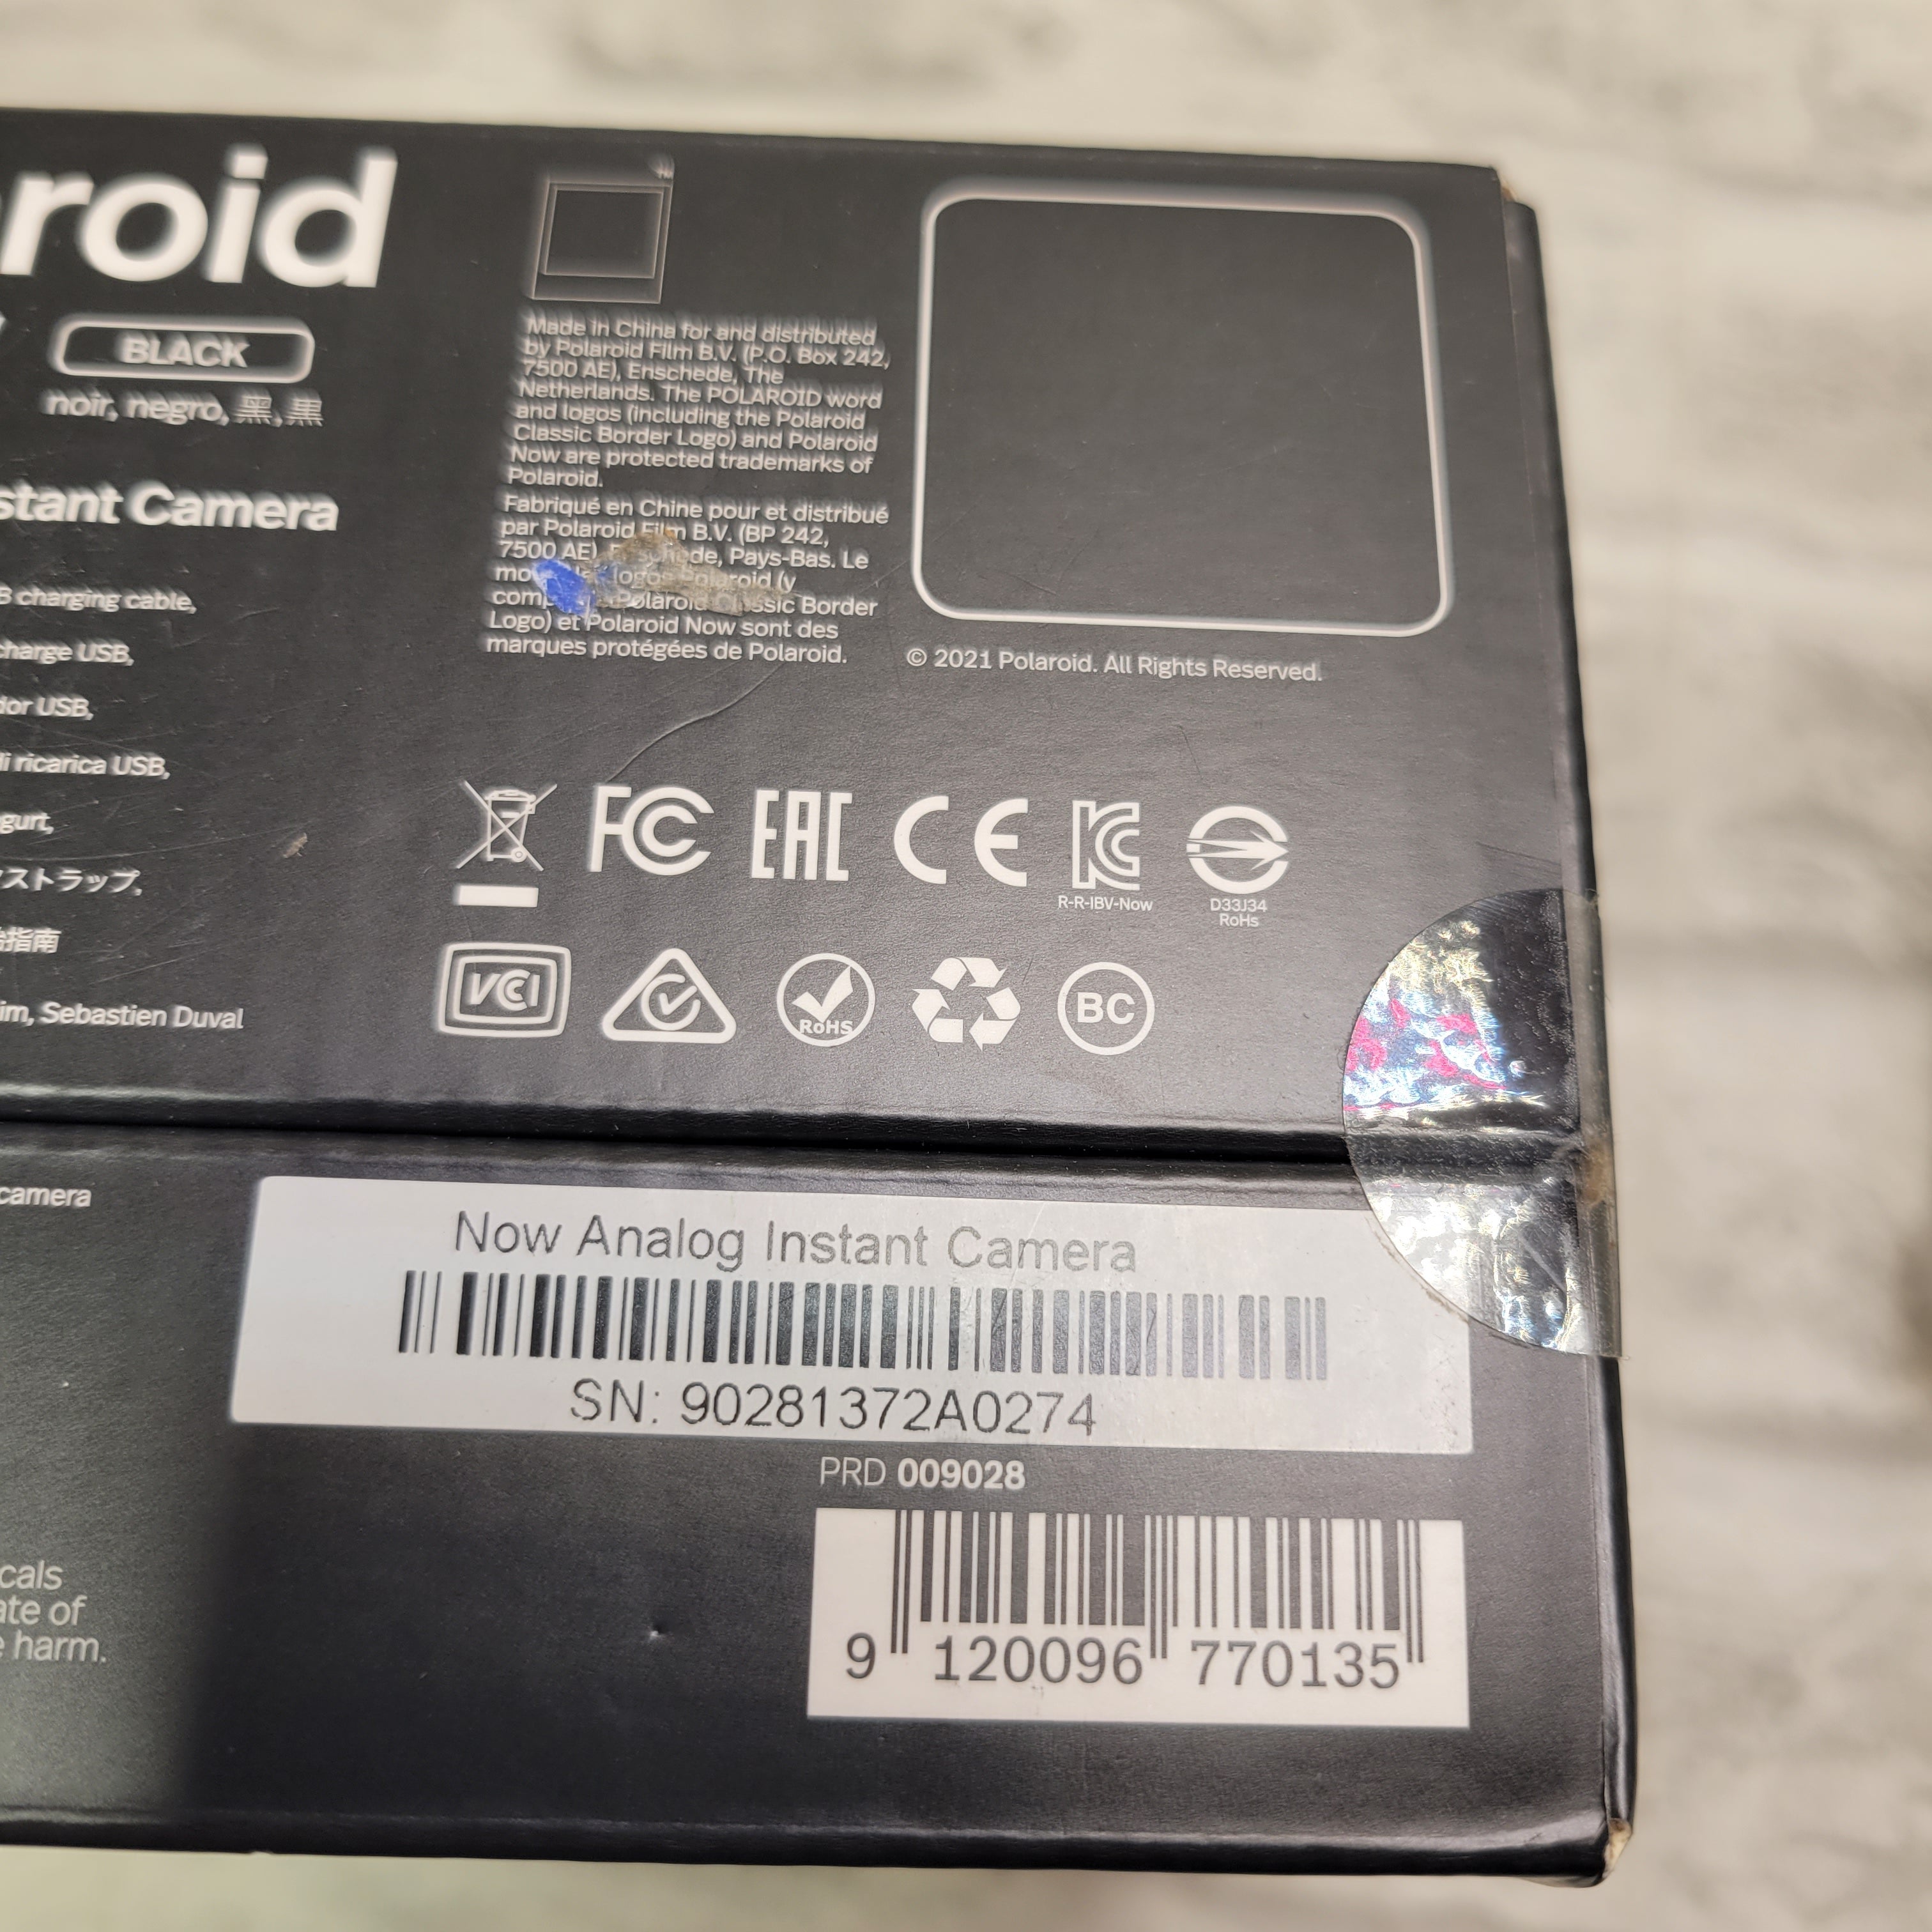 roid
BLACK
noir, negro, 黑, 黒
stant Camera
B charging cable,
charge USB,
dor USB,
di ricarica USB,
gurt,
ストラップ,
指南
im, Sebastien Duval
Made in China for and distributed
by Polaroid Film B.V. (P.O. Box 242,
7500 AE), Enschede, The
Netherlands. The POLAROID word
and logos (including the Polaroid
Classic Border Logo) and Polaroid
Now are protected trademarks of
Polaroid.
Fabriqué en Chine pour et distribué
par Polaroid Film B.V. (BP 242,
7500 AE), Enschede, Pays-Bas. Le
logos Polaroid (y
Polaroid Classic Border
Logo) et Polaroid Now sont des
marques protégées de Polaroid.
© 2021 Polaroid. All Rights Reserved.
FC EAC CE KC
R-R-IBV-Now
D33J34
RoHs
VCCI
RoHS
BC
camera
Now Analog Instant Camera
SN: 90281372A0274
PRD 009028
9 120096 770135
cals
ate of
e harm.